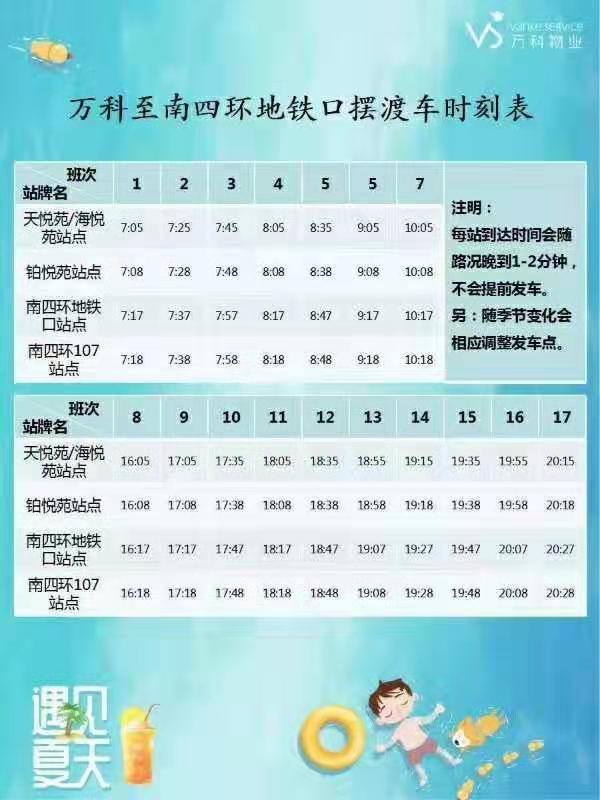 vanke service
万科物业
万科至南四环地铁口摆渡车时刻表
班次 1 2 3 4 5 5 7
站牌名
天悦苑/海悦苑站点 7:05 7:25 7:45 8:05 8:35 9:05 10:05
铂悦苑站点 7:08 7:28 7:48 8:08 8:38 9:08 10:08
南四环地铁口站点 7:17 7:37 7:57 8:17 8:47 9:17 10:17
南四环107站点 7:18 7:38 7:58 8:18 8:48 9:18 10:18
注明：
每站到达时间会随
路况晚到1-2分钟，
不会提前发车。
另：随季节变化会
相应调整发车点。
班次 8 9 10 11 12 13 14 15 16 17
站牌名
天悦苑/海悦苑站点 16:05 17:05 17:35 18:05 18:35 18:55 19:15 19:35 19:55 20:15
铂悦苑站点 16:08 17:08 17:38 18:08 18:38 18:58 19:18 19:38 19:58 20:18
南四环地铁口站点 16:17 17:17 17:47 18:17 18:47 19:07 19:27 19:47 20:07 20:27
南四环107站点 16:18 17:18 17:48 18:18 18:48 19:08 19:28 19:48 20:08 20:28
遇见
夏天